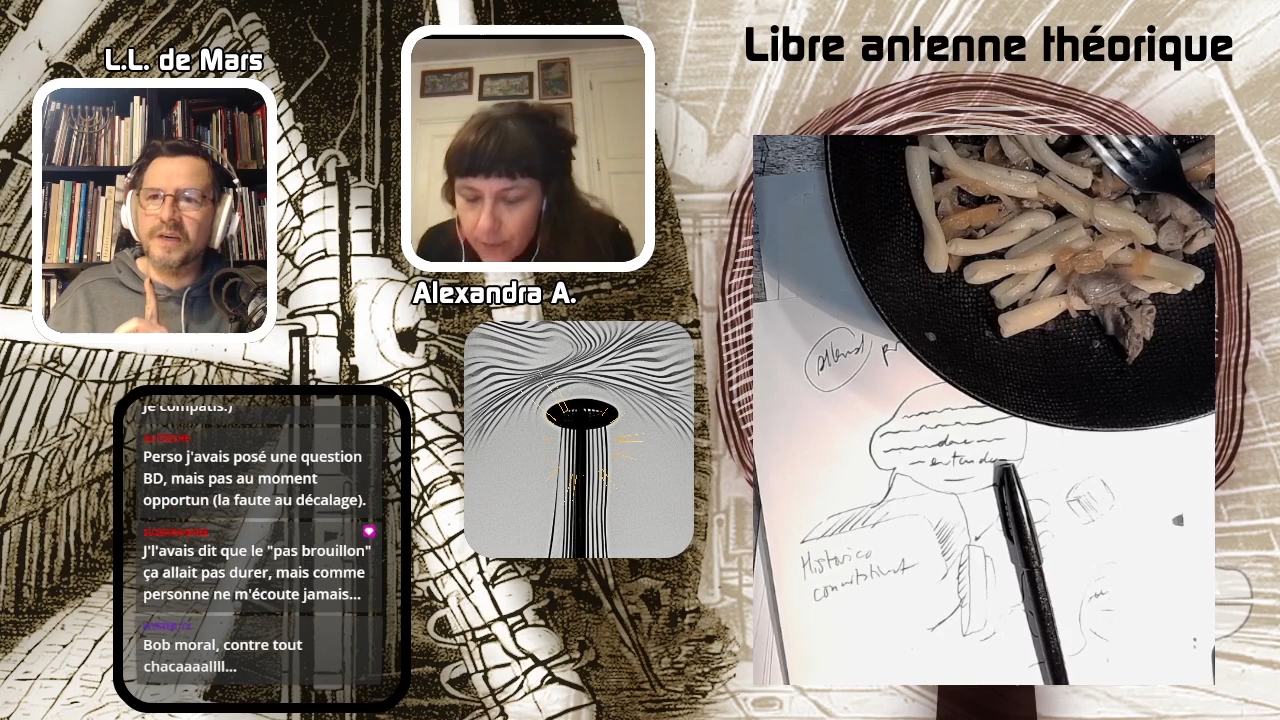 L.L. de Mars
Libre antenne théorique
Alexandra A.
je compatis.)
Perso j'avais posé une question
BD, mais pas au moment
opportun (la faute au décalage).
J'l'avais dit que le "pas brouillon"
ça allait pas durer, mais comme
personne ne m'écoute jamais...
Bob moral, contre tout
chacaaaallll...
Historico